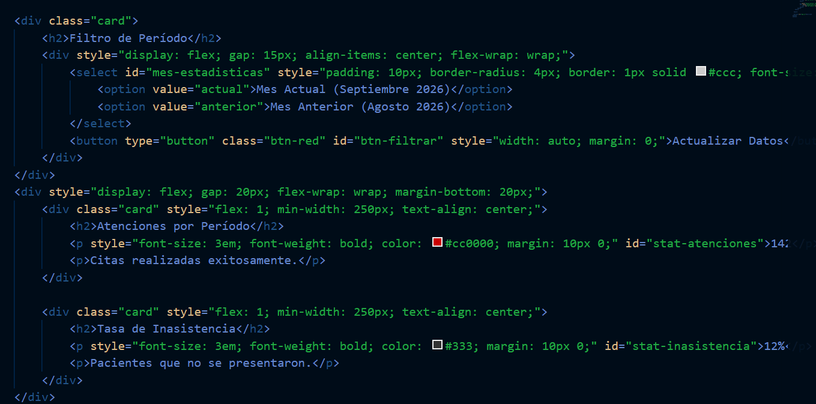 <div class="card">
<h2>Filtro de Período</h2>
<div style="display: flex; gap: 15px; align-items: center; flex-wrap: wrap;">
<select id="mes-estadisticas" style="padding: 10px; border-radius: 4px; border: 1px solid #ccc; font-size
<option value="actual">Mes Actual (Septiembre 2026)</option>
<option value="anterior">Mes Anterior (Agosto 2026)</option>
</select>
<button type="button" class="btn-red" id="btn-filtrar" style="width: auto; margin: 0;">Actualizar Datos<
</div>
</div>
<div style="display: flex; gap: 20px; flex-wrap: wrap; margin-bottom: 20px;">
<div class="card" style="flex: 1; min-width: 250px; text-align: center;">
<h2>Atenciones por Período</h2>
<p style="font-size: 3em; font-weight: bold; color: #cc0000; margin: 10px 0;" id="stat-atenciones">142</p>
<p>Citas realizadas exitosamente.</p>
</div>
<div class="card" style="flex: 1; min-width: 250px; text-align: center;">
<h2>Tasa de Inasistencia</h2>
<p style="font-size: 3em; font-weight: bold; color: #333; margin: 10px 0;" id="stat-inasistencia">12%</p>
<p>Pacientes que no se presentaron.</p>
</div>
</div>